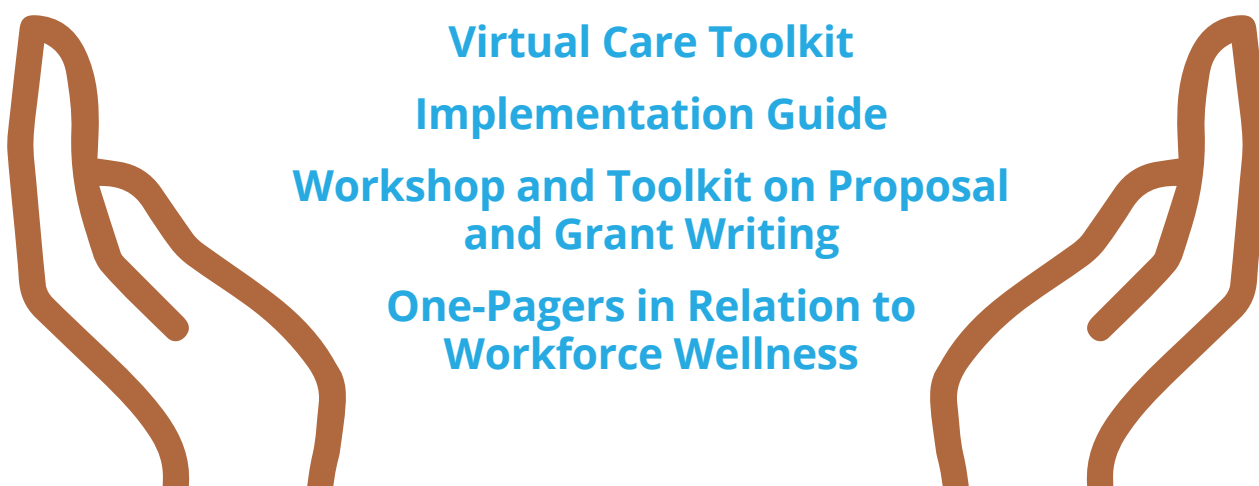 Virtual Care Toolkit
Implementation Guide
Workshop and Toolkit on Proposal
and Grant Writing
One-Pagers in Relation to
Workforce Wellness